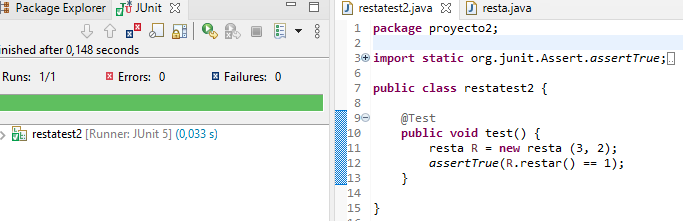 Package Explorer JUnit
inished after 0,148 seconds
Runs: 1/1 Errors: 0 Failures: 0
restatest2 [Runner: JUnit 5] (0,033 s)
restatest2.java resta.java
1 package proyecto2;
2
3 import static org.junit.Assert.assertTrue;
6
7 public class restatest2 {
8
9 @Test
10 public void test() {
11 resta R = new resta (3, 2);
12 assertTrue(R.restar() == 1);
13 }
14
15 }
16